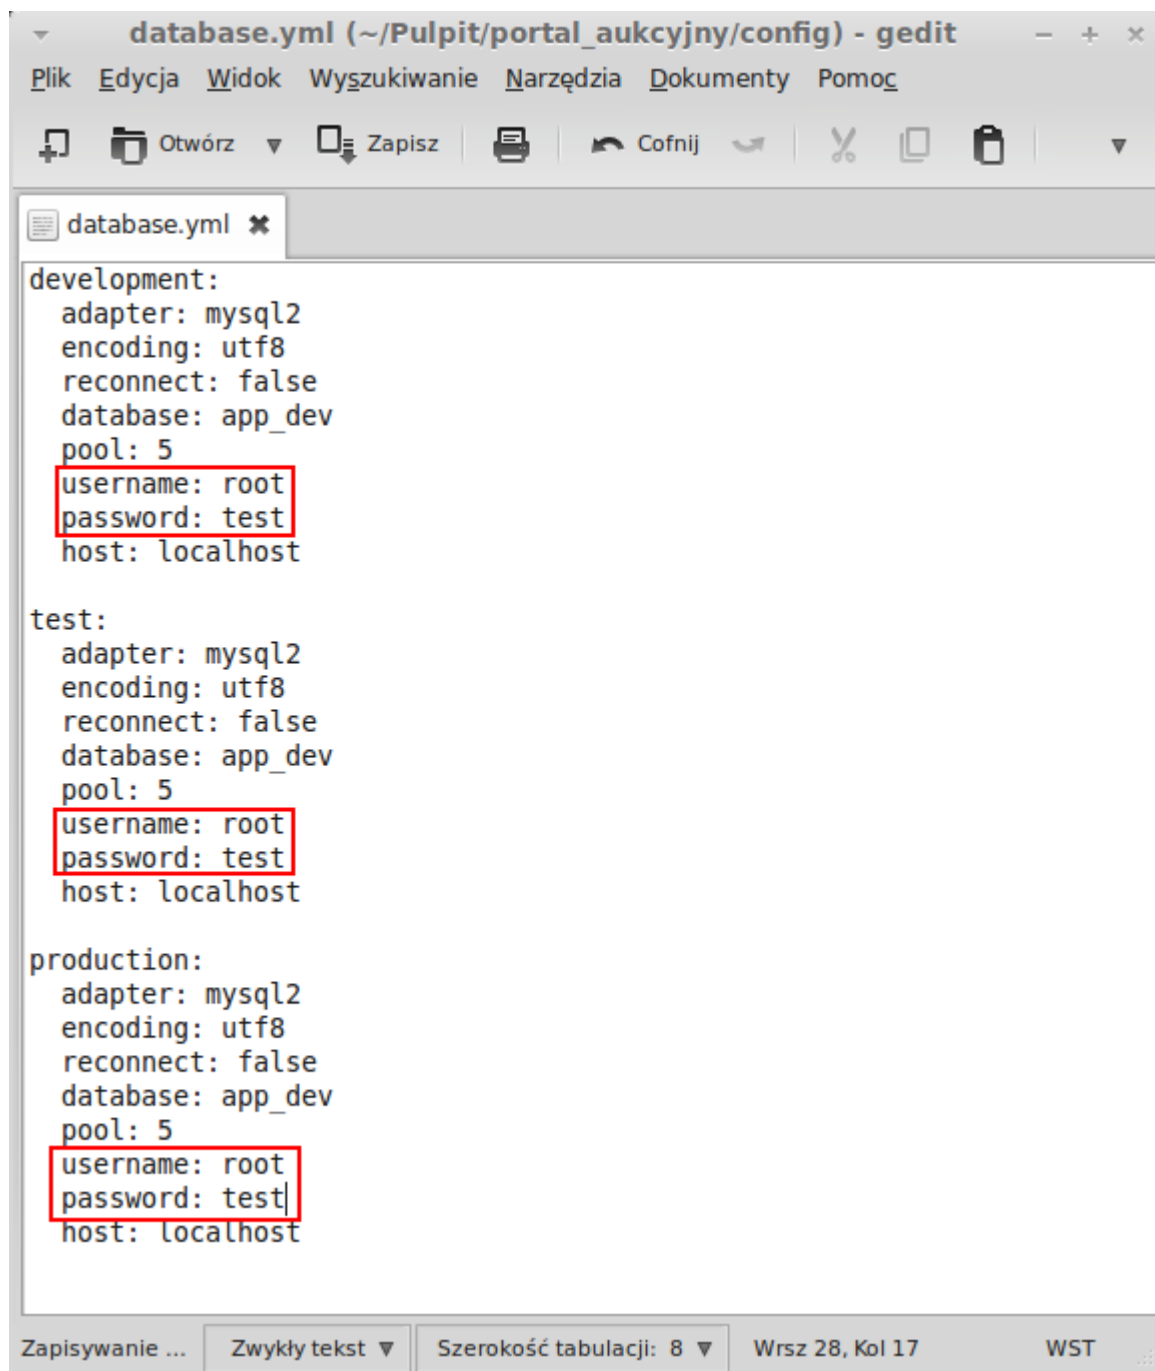 database.yml (~/Pulpit/portal_aukcyjny/config) - gedit
Plik Edycja Widok Wyszukiwanie Narzędzia Dokumenty Pomoc
Otwórz Zapisz Cofnij
database.yml
development:
  adapter: mysql2
  encoding: utf8
  reconnect: false
  database: app_dev
  pool: 5
  username: root
  password: test
  host: localhost

test:
  adapter: mysql2
  encoding: utf8
  reconnect: false
  database: app_dev
  pool: 5
  username: root
  password: test
  host: localhost

production:
  adapter: mysql2
  encoding: utf8
  reconnect: false
  database: app_dev
  pool: 5
  username: root
  password: test
  host: localhost
Zapisywanie ... Zwykły tekst Szerokość tabulacji: 8 Wrsz 28, Kol 17 WST